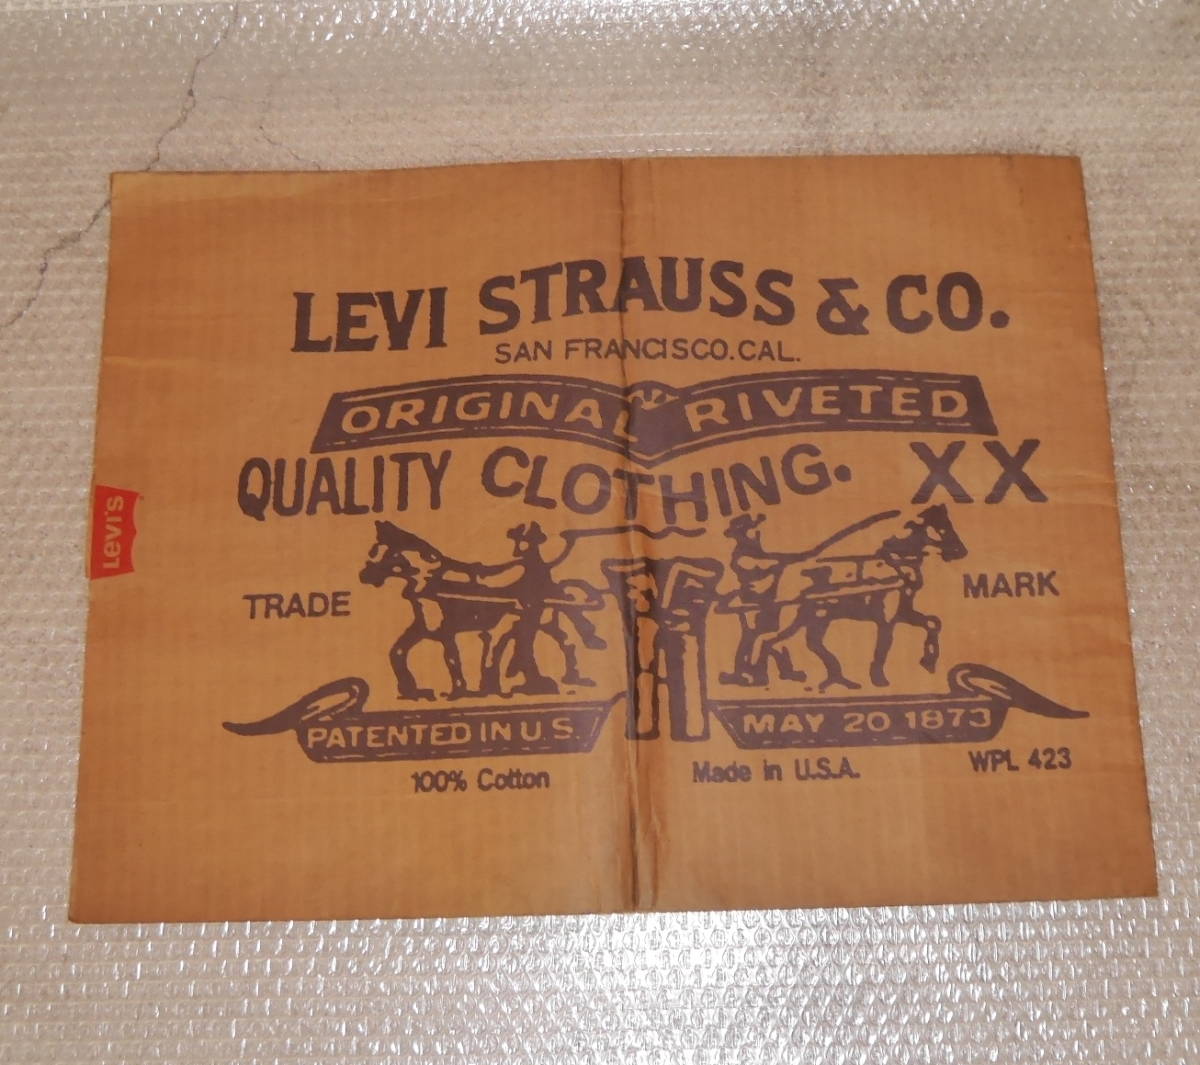 LEVI STRAUSS & CO.
SAN FRANCISCO. CAL.
ORIGINAL RIVETED
QUALITY CLOTHING. XX
Levi's
TRADE MARK
PATENTED IN U.S. MAY 20 1873
100% Cotton Made in U.S.A. WPL 423